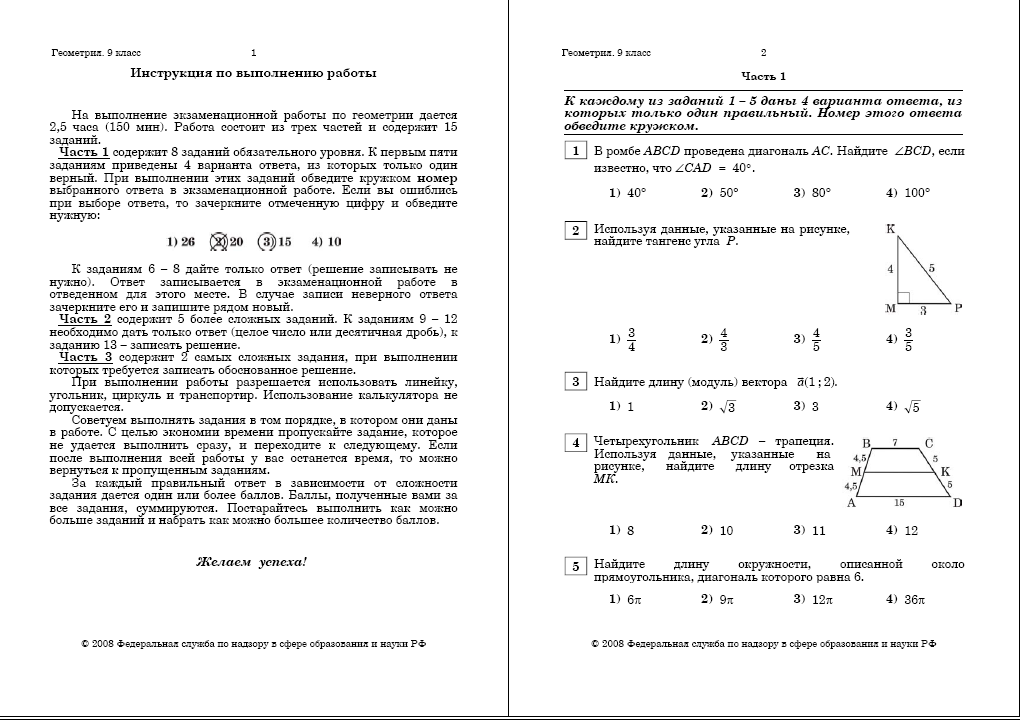 Геометрия. 9 класс 1
Инструкция по выполнению работы
На выполнение экзаменационной работы по геометрии дается
2,5 часа (150 мин). Работа состоит из трех частей и содержит 15
заданий.
Часть 1 содержит 8 заданий обязательного уровня. К первым пяти
заданиям приведены 4 варианта ответа, из которых только один
верный. При выполнении этих заданий обведите кружком номер
выбранного ответа в экзаменационной работе. Если вы ошиблись
при выборе ответа, то зачеркните отмеченную цифру и обведите
нужную:
1) 26 2) 20 3) 15 4) 10
К заданиям 6 – 8 дайте только ответ (решение записывать не
нужно). Ответ записывается в экзаменационной работе в
отведенном для этого месте. В случае записи неверного ответа
зачеркните его и запишите рядом новый.
Часть 2 содержит 5 более сложных заданий. К заданиям 9 – 12
необходимо дать только ответ (целое число или десятичная дробь), к
заданию 13 – записать решение.
Часть 3 содержит 2 самых сложных задания, при выполнении
которых требуется записать обоснованное решение.
При выполнении работы разрешается использовать линейку,
угольник, циркуль и транспортир. Использование калькулятора не
допускается.
Советуем выполнять задания в том порядке, в котором они даны
в работе. С целью экономии времени пропускайте задание, которое
не удается выполнить сразу, и переходите к следующему. Если
после выполнения всей работы у вас останется время, то можно
вернуться к пропущенным заданиям.
За каждый правильный ответ в зависимости от сложности
задания дается один или более баллов. Баллы, полученные вами за
все задания, суммируются. Постарайтесь выполнить как можно
больше заданий и набрать как можно большее количество баллов.
Желаем успеха!
© 2008 Федеральная служба по надзору в сфере образования и науки РФ
Геометрия. 9 класс 2
Часть 1
К каждому из заданий 1 – 5 даны 4 варианта ответа, из
которых только один правильный. Номер этого ответа
обведите кружком.
1 В ромбе ABCD проведена диагональ AC. Найдите ∠BCD, если
известно, что ∠CAD = 40°.
1) 40° 2) 50° 3) 80° 4) 100°
2 Используя данные, указанные на рисунке,
найдите тангенс угла P.
K
4 5
M 3 P
1) 3/4 2) 4/3 3) 4/5 4) 3/5
3 Найдите длину (модуль) вектора a⃗(1 ; 2).
1) 1 2) √3 3) 3 4) √5
4 Четырехугольник ABCD – трапеция.
Используя данные, указанные на
рисунке, найдите длину отрезка
MK.
B 7 C
4,5 5
M K
4,5 5
A 15 D
1) 8 2) 10 3) 11 4) 12
5 Найдите длину окружности, описанной около
прямоугольника, диагональ которого равна 6.
1) 6π 2) 9π 3) 12π 4) 36π
© 2008 Федеральная служба по надзору в сфере образования и науки РФ